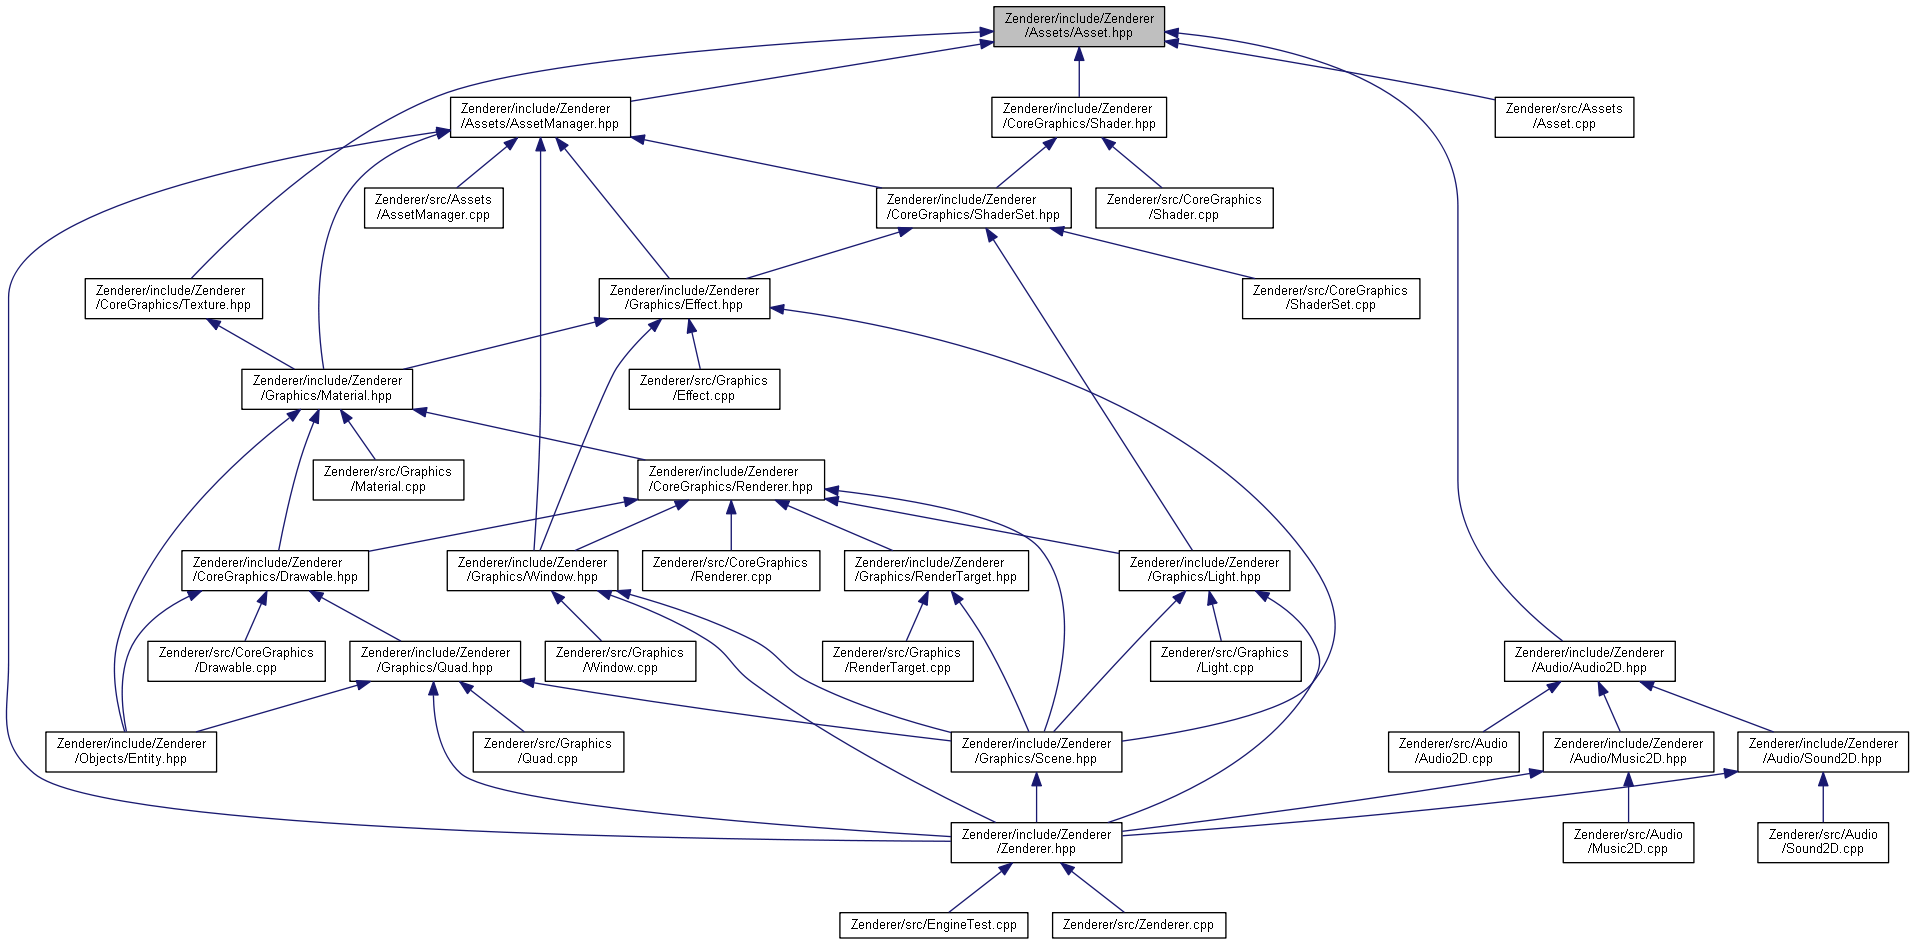 Zenderer/include/Zenderer
/Assets/Asset.hpp
Zenderer/include/Zenderer
/Assets/AssetManager.hpp
Zenderer/include/Zenderer
/CoreGraphics/Shader.hpp
Zenderer/src/Assets
/Asset.cpp
Zenderer/src/Assets
/AssetManager.cpp
Zenderer/include/Zenderer
/CoreGraphics/ShaderSet.hpp
Zenderer/src/CoreGraphics
/Shader.cpp
Zenderer/include/Zenderer
/CoreGraphics/Texture.hpp
Zenderer/include/Zenderer
/Graphics/Effect.hpp
Zenderer/src/CoreGraphics
/ShaderSet.cpp
Zenderer/include/Zenderer
/Graphics/Material.hpp
Zenderer/src/Graphics
/Effect.cpp
Zenderer/src/Graphics
/Material.cpp
Zenderer/include/Zenderer
/CoreGraphics/Renderer.hpp
Zenderer/include/Zenderer
/CoreGraphics/Drawable.hpp
Zenderer/include/Zenderer
/Graphics/Window.hpp
Zenderer/src/CoreGraphics
/Renderer.cpp
Zenderer/include/Zenderer
/Graphics/RenderTarget.hpp
Zenderer/include/Zenderer
/Graphics/Light.hpp
Zenderer/src/CoreGraphics
/Drawable.cpp
Zenderer/include/Zenderer
/Graphics/Quad.hpp
Zenderer/src/Graphics
/Window.cpp
Zenderer/src/Graphics
/RenderTarget.cpp
Zenderer/src/Graphics
/Light.cpp
Zenderer/include/Zenderer
/Audio/Audio2D.hpp
Zenderer/include/Zenderer
/Objects/Entity.hpp
Zenderer/src/Graphics
/Quad.cpp
Zenderer/include/Zenderer
/Graphics/Scene.hpp
Zenderer/src/Audio
/Audio2D.cpp
Zenderer/include/Zenderer
/Audio/Music2D.hpp
Zenderer/include/Zenderer
/Audio/Sound2D.hpp
Zenderer/include/Zenderer
/Zenderer.hpp
Zenderer/src/Audio
/Music2D.cpp
Zenderer/src/Audio
/Sound2D.cpp
Zenderer/src/EngineTest.cpp
Zenderer/src/Zenderer.cpp